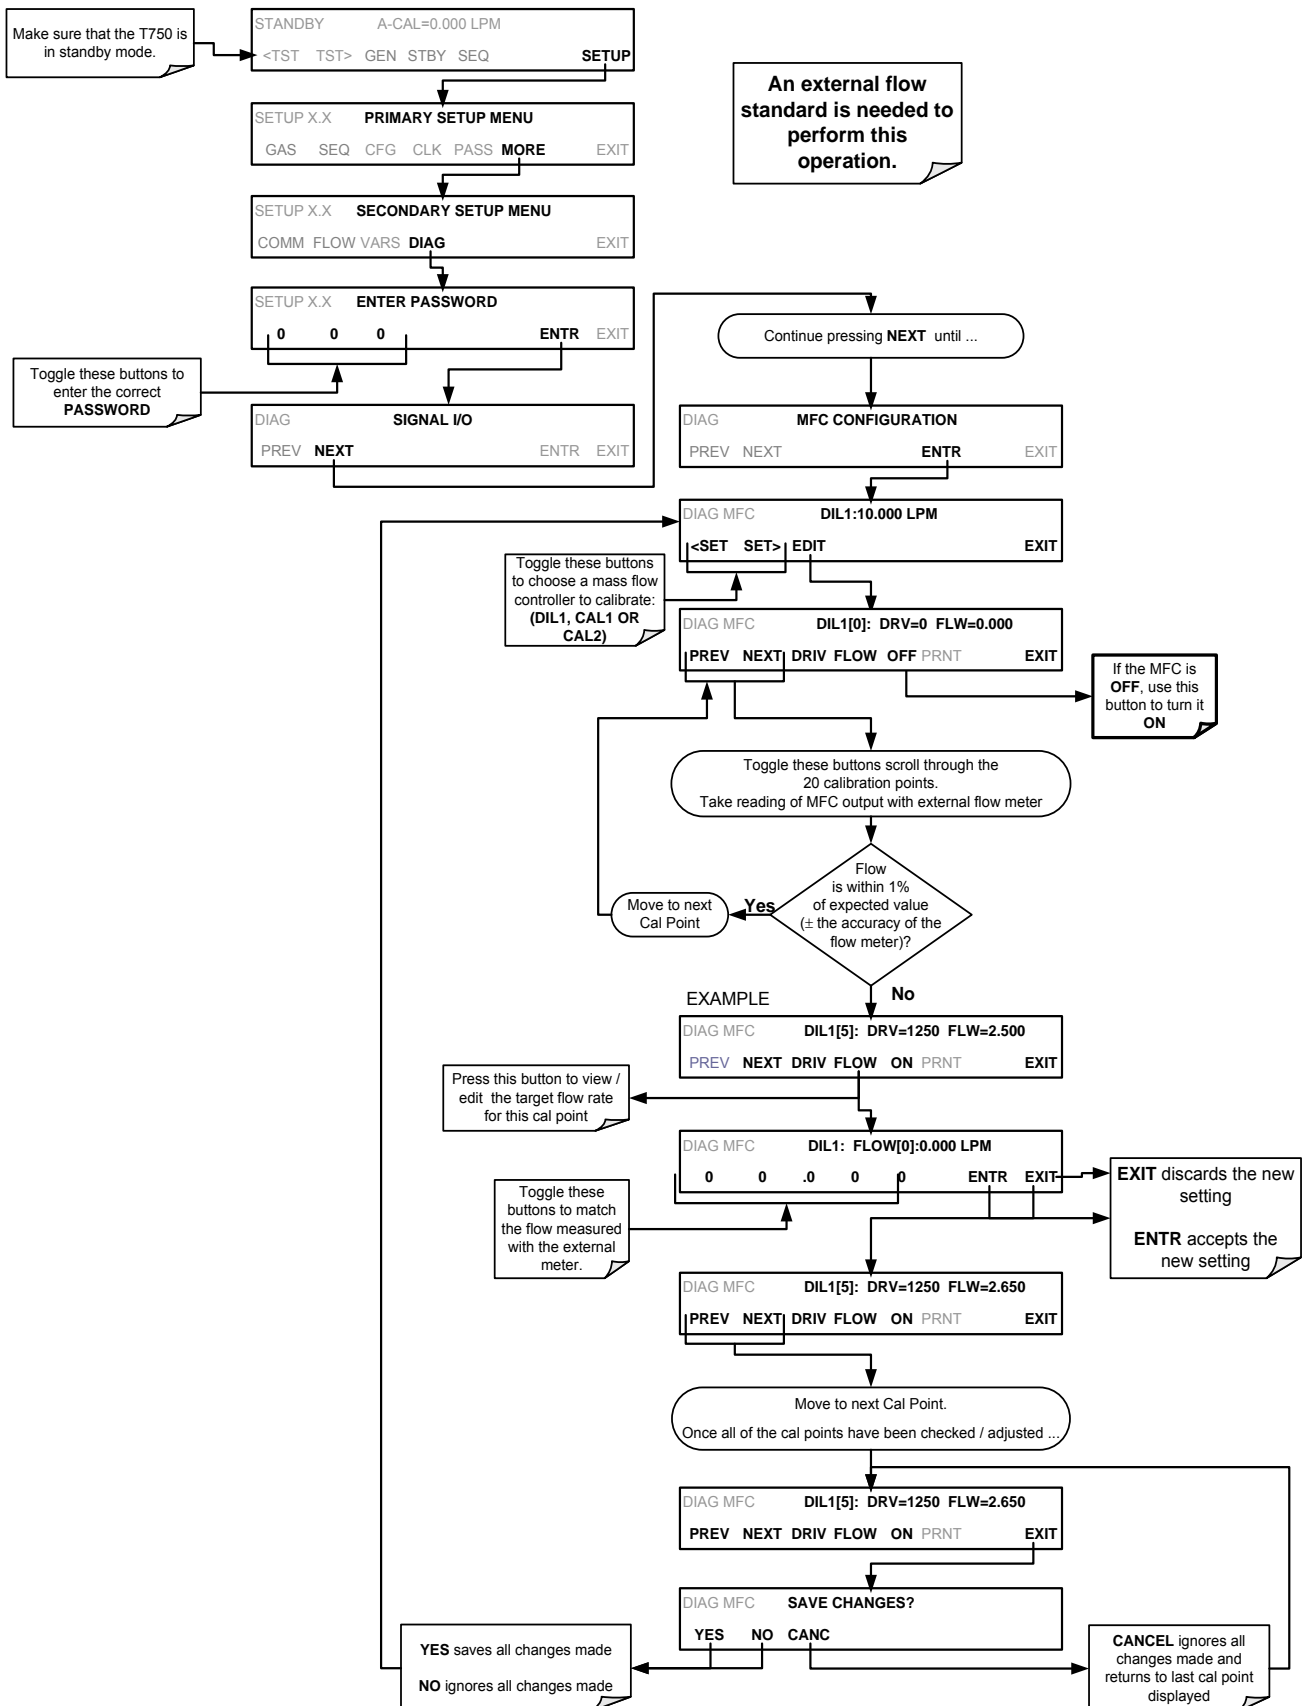 Make sure that the T750 is
in standby mode.
STANDBY A-CAL=0.000 LPM
<TST TST> GEN STBY SEQ SETUP
An external flow
standard is needed to
perform this
operation.
SETUP X.X PRIMARY SETUP MENU
GAS SEQ CFG CLK PASS MORE EXIT
SETUP X.X SECONDARY SETUP MENU
COMM FLOW VARS DIAG EXIT
SETUP X.X ENTER PASSWORD
0 0 0 ENTR EXIT
Toggle these buttons to
enter the correct
PASSWORD
DIAG SIGNAL I/O
PREV NEXT ENTR EXIT
Continue pressing NEXT until ...
DIAG MFC CONFIGURATION
PREV NEXT ENTR EXIT
DIAG MFC DIL1:10.000 LPM
<SET SET> EDIT EXIT
Toggle these buttons
to choose a mass flow
controller to calibrate:
(DIL1, CAL1 OR
CAL2)
DIAG MFC DIL1[0]: DRV=0 FLW=0.000
PREV NEXT DRIV FLOW OFF PRNT EXIT
If the MFC is
OFF, use this
button to turn it
ON
Toggle these buttons scroll through the
20 calibration points.
Take reading of MFC output with external flow meter
Flow
is within 1%
of expected value
(± the accuracy of the
flow meter)?
Yes
Move to next
Cal Point
No
EXAMPLE
DIAG MFC DIL1[5]: DRV=1250 FLW=2.500
PREV NEXT DRIV FLOW ON PRNT EXIT
Press this button to view /
edit the target flow rate
for this cal point
DIAG MFC DIL1: FLOW[0]:0.000 LPM
0 0 .0 0 0 ENTR EXIT
Toggle these
buttons to match
the flow measured
with the external
meter.
EXIT discards the new
setting
ENTR accepts the
new setting
DIAG MFC DIL1[5]: DRV=1250 FLW=2.650
PREV NEXT DRIV FLOW ON PRNT EXIT
Move to next Cal Point.
Once all of the cal points have been checked / adjusted ...
DIAG MFC DIL1[5]: DRV=1250 FLW=2.650
PREV NEXT DRIV FLOW ON PRNT EXIT
DIAG MFC SAVE CHANGES?
YES NO CANC
YES saves all changes made
NO ignores all changes made
CANCEL ignores all
changes made and
returns to last cal point
displayed